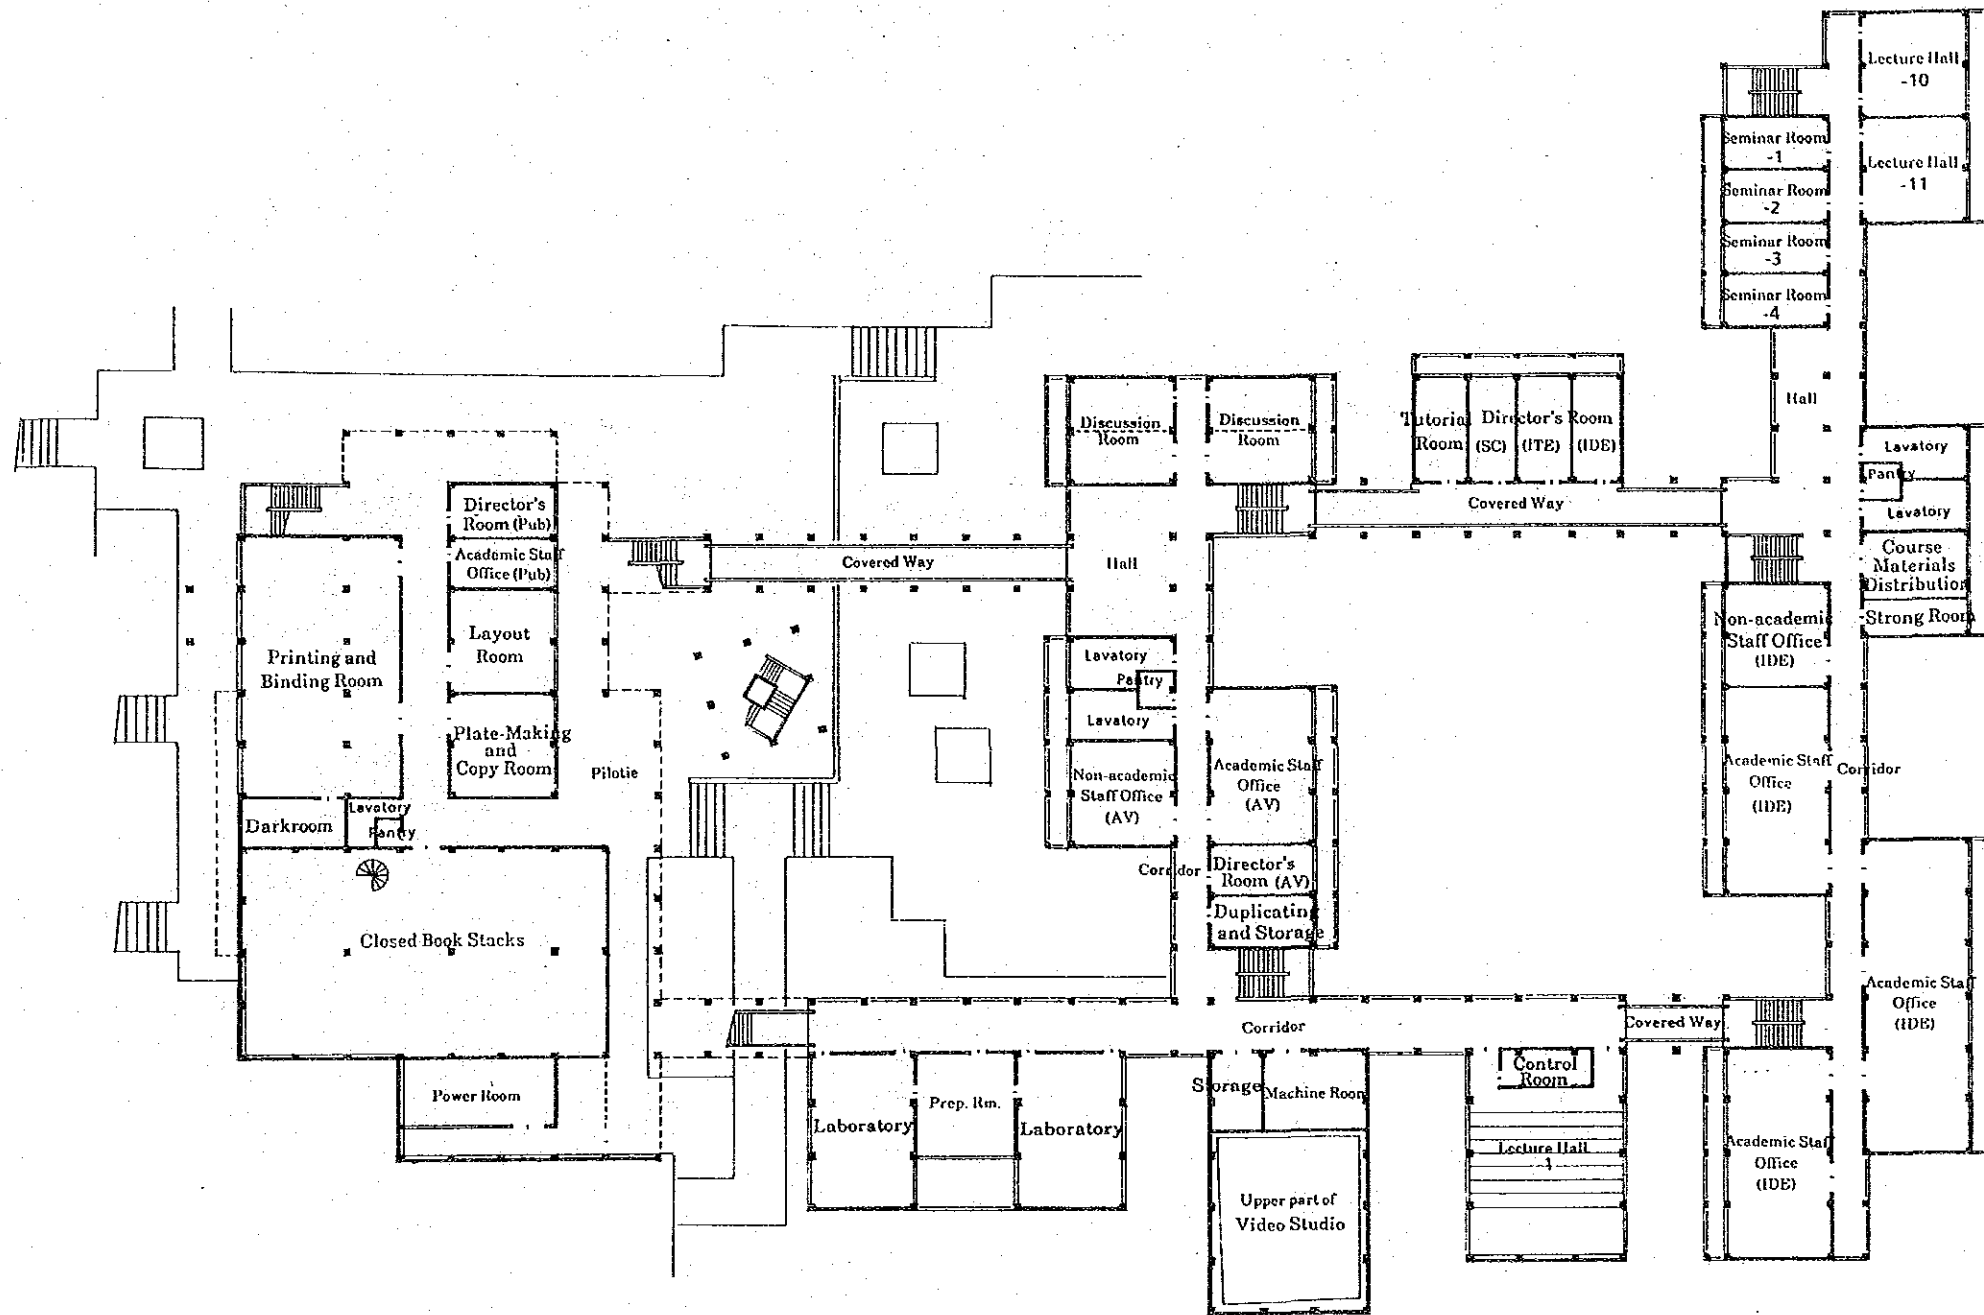 Lecture Hall
-10
Seminar Room
-1
Lecture Hall
-11
Seminar Room
-2
Seminar Room
-3
Seminar Room
-4
Hall
Discussion
Room
Discussion
Room
Tutorial
Room
Director's Room
(SC)
(ITE)
(IDE)
Lavatory
Pantry
Lavatory
Covered Way
Director's
Room (Pub)
Academic Staff
Office (Pub)
Covered Way
Hall
Course
Materials
Distribution
Strong Room
Non-academic
Staff Office
(IDE)
Printing and
Binding Room
Layout
Room
Lavatory
Pantry
Lavatory
Plate-Making
and
Copy Room
Pilotie
Non-academic
Staff Office
(AV)
Academic Staff
Office
(AV)
Academic Staff
Office
(IDE)
Corridor
Lavatory
Darkroom
Pantry
Corridor
Director's
Room (AV)
Duplicating
and Storage
Closed Book Stacks
Academic Staff
Office
(IDE)
Corridor
Covered Way
Control
Room
Storage
Machine Room
Power Room
Prep. Rm.
Laboratory
Laboratory
Lecture Hall
-1
Academic Staff
Office
(IDE)
Upper part of
Video Studio